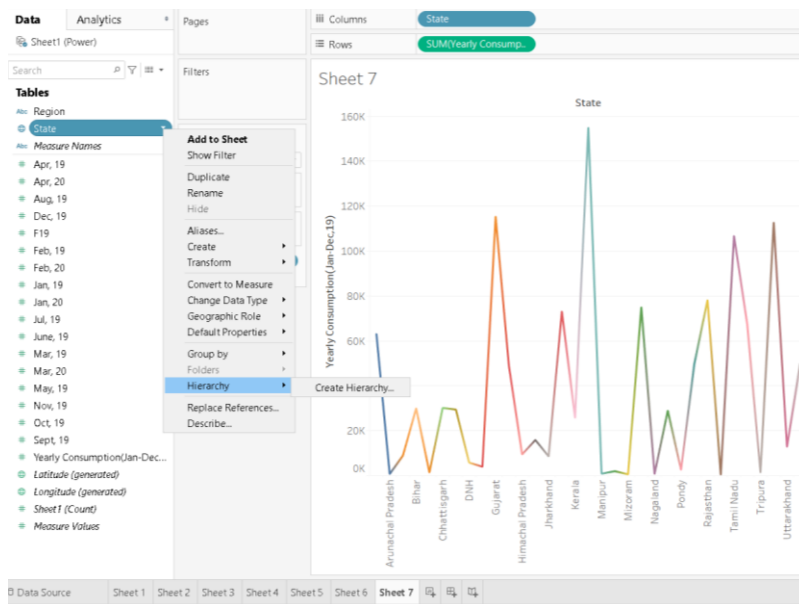 Data
Analytics
Pages
Columns
State
Sheet1 (Power)
Rows
SUM(Yearly Consump..
Search
Filters
Sheet 7
Tables
Abc Region
State
Abc Measure Names
Apr, 19
Apr, 20
Aug, 19
Dec, 19
F19
Feb, 19
Feb, 20
Jan, 19
Jan, 20
Jul, 19
June, 19
Mar, 19
Mar, 20
May, 19
Nov, 19
Oct, 19
Sept, 19
Yearly Consumption(Jan-Dec...
Latitude (generated)
Longitude (generated)
Sheet1 (Count)
Measure Values
Add to Sheet
Show Filter
Duplicate
Rename
Hide
Aliases...
Create
Transform
Convert to Measure
Change Data Type
Geographic Role
Default Properties
Group by
Folders
Hierarchy
Create Hierarchy...
Replace References...
Describe...
State
Yearly Consumption(Jan-Dec,19)
160K
140K
120K
100K
80K
60K
20K
0K
Arunachal Pradesh
Bihar
Chhattisgarh
DNH
Gujarat
Himachal Pradesh
Jharkhand
Kerala
Manipur
Mizoram
Nagaland
Pondy
Rajasthan
Tamil Nadu
Tripura
Uttarakhand
Data Source
Sheet 1
Sheet 2
Sheet 3
Sheet 4
Sheet 5
Sheet 6
Sheet 7